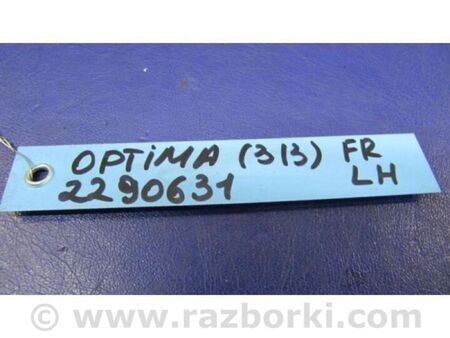 OPTiMA (313) FR
2290631 LH
© www.razborki.com